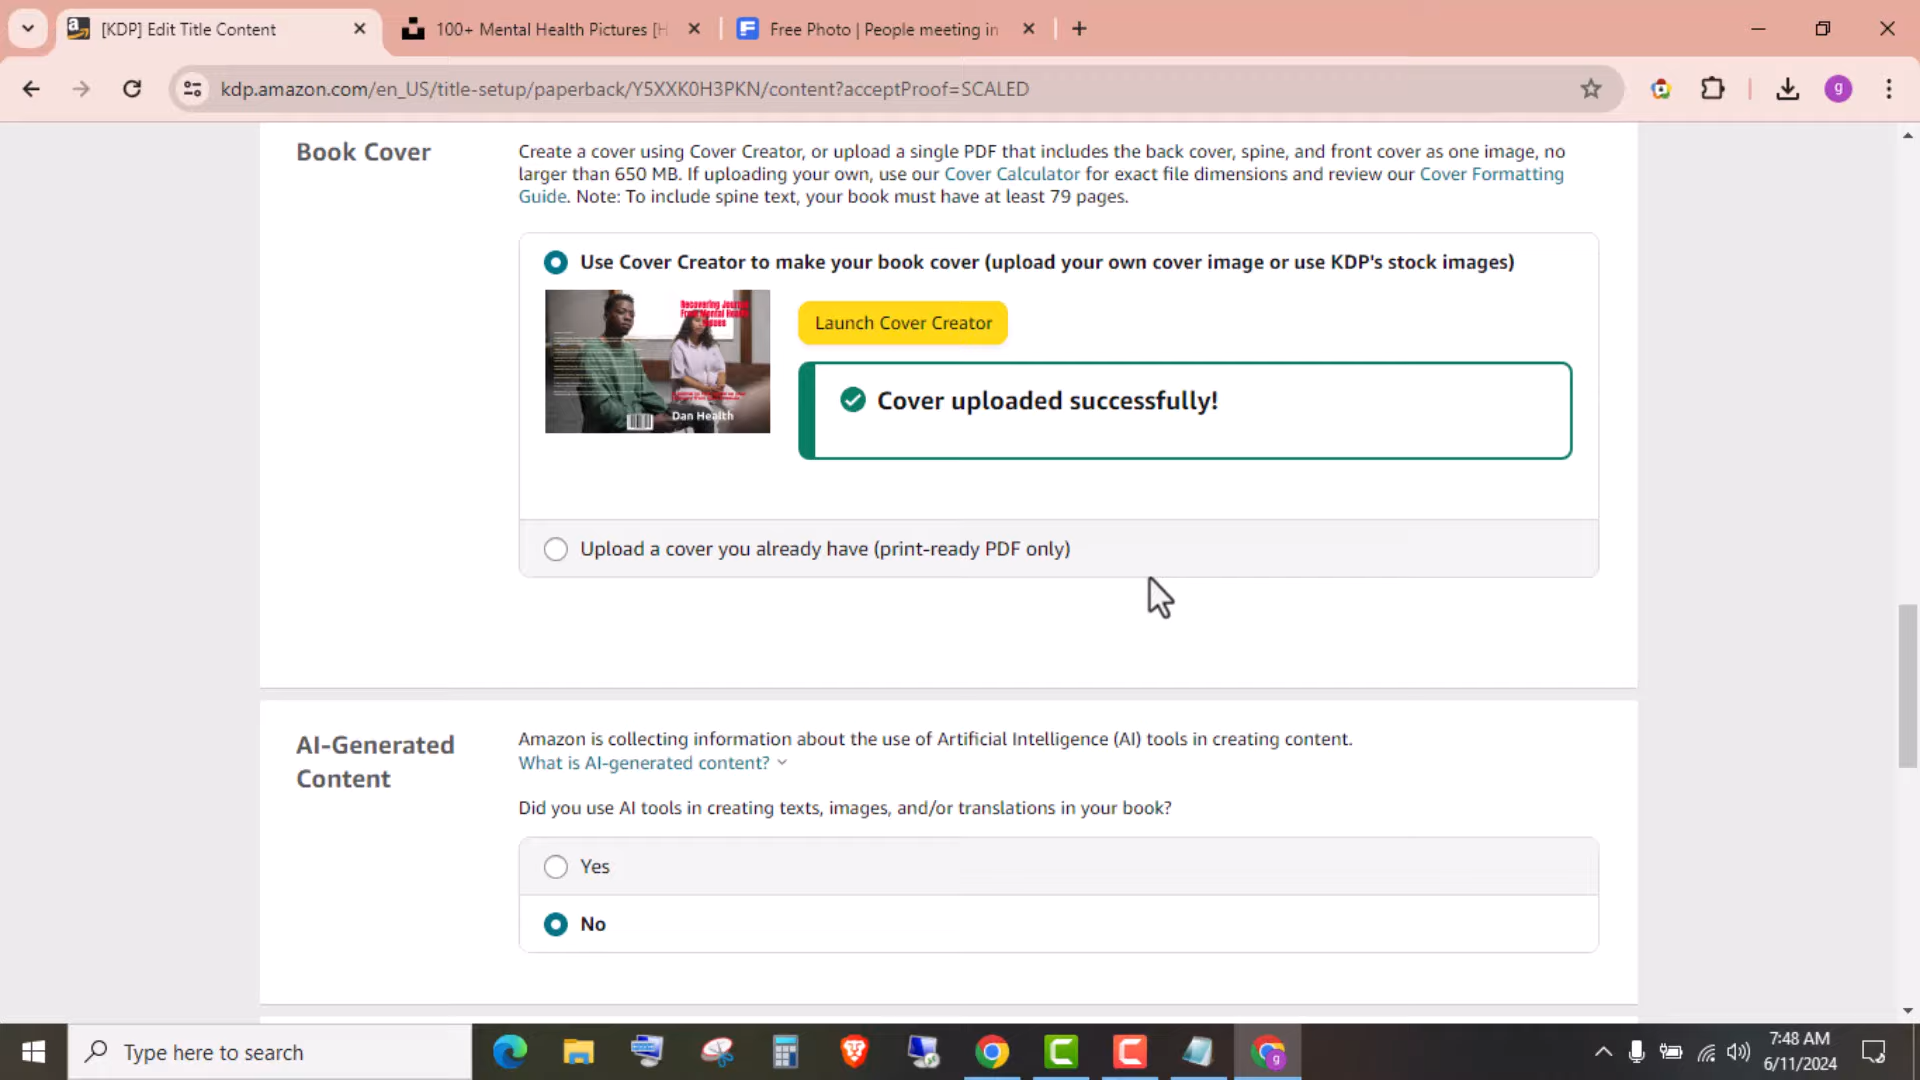 [KDP] Edit Title Content
100+ Mental Health Pictures [H
Free Photo | People meeting in
kdp.amazon.com/en_US/title-setup/paperback/Y5XXK0H3PKN/content?acceptProof=SCALED
g
Book Cover
Create a cover using Cover Creator, or upload a single PDF that includes the back cover, spine, and front cover as one image, no
larger than 650 MB. If uploading your own, use our Cover Calculator for exact file dimensions and review our Cover Formatting
Guide. Note: To include spine text, your book must have at least 79 pages.
Use Cover Creator to make your book cover (upload your own cover image or use KDP's stock images)
Recovering Journey
From Mental Health
Issues
Dan Health
Launch Cover Creator
Cover uploaded successfully!
Upload a cover you already have (print-ready PDF only)
AI-Generated
Content
Amazon is collecting information about the use of Artificial Intelligence (AI) tools in creating content.
What is AI-generated content?
Did you use AI tools in creating texts, images, and/or translations in your book?
Yes
No
Type here to search
7:48 AM
6/11/2024